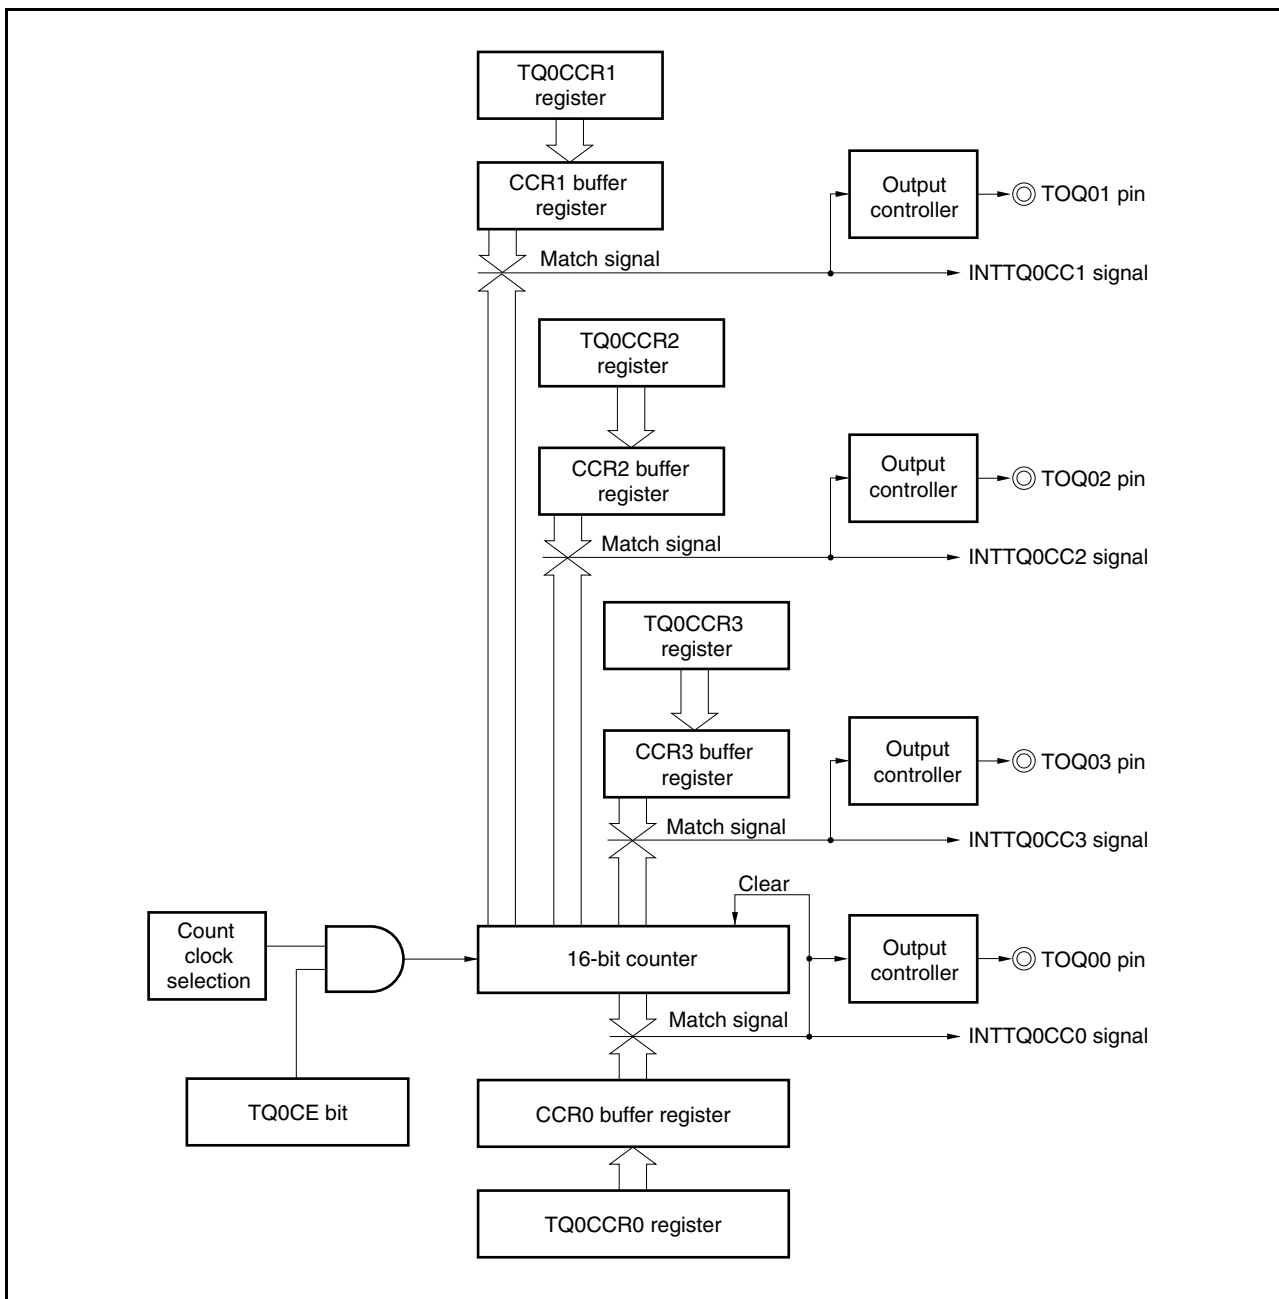 TQ0CCR1
register
CCR1 buffer
register
Output
controller
TOQ01 pin
Match signal
INTTQ0CC1 signal
TQ0CCR2
register
CCR2 buffer
register
Output
controller
TOQ02 pin
Match signal
INTTQ0CC2 signal
TQ0CCR3
register
CCR3 buffer
register
Output
controller
TOQ03 pin
Match signal
INTTQ0CC3 signal
Clear
Count
clock
selection
16-bit counter
Output
controller
TOQ00 pin
Match signal
INTTQ0CC0 signal
TQ0CE bit
CCR0 buffer register
TQ0CCR0 register